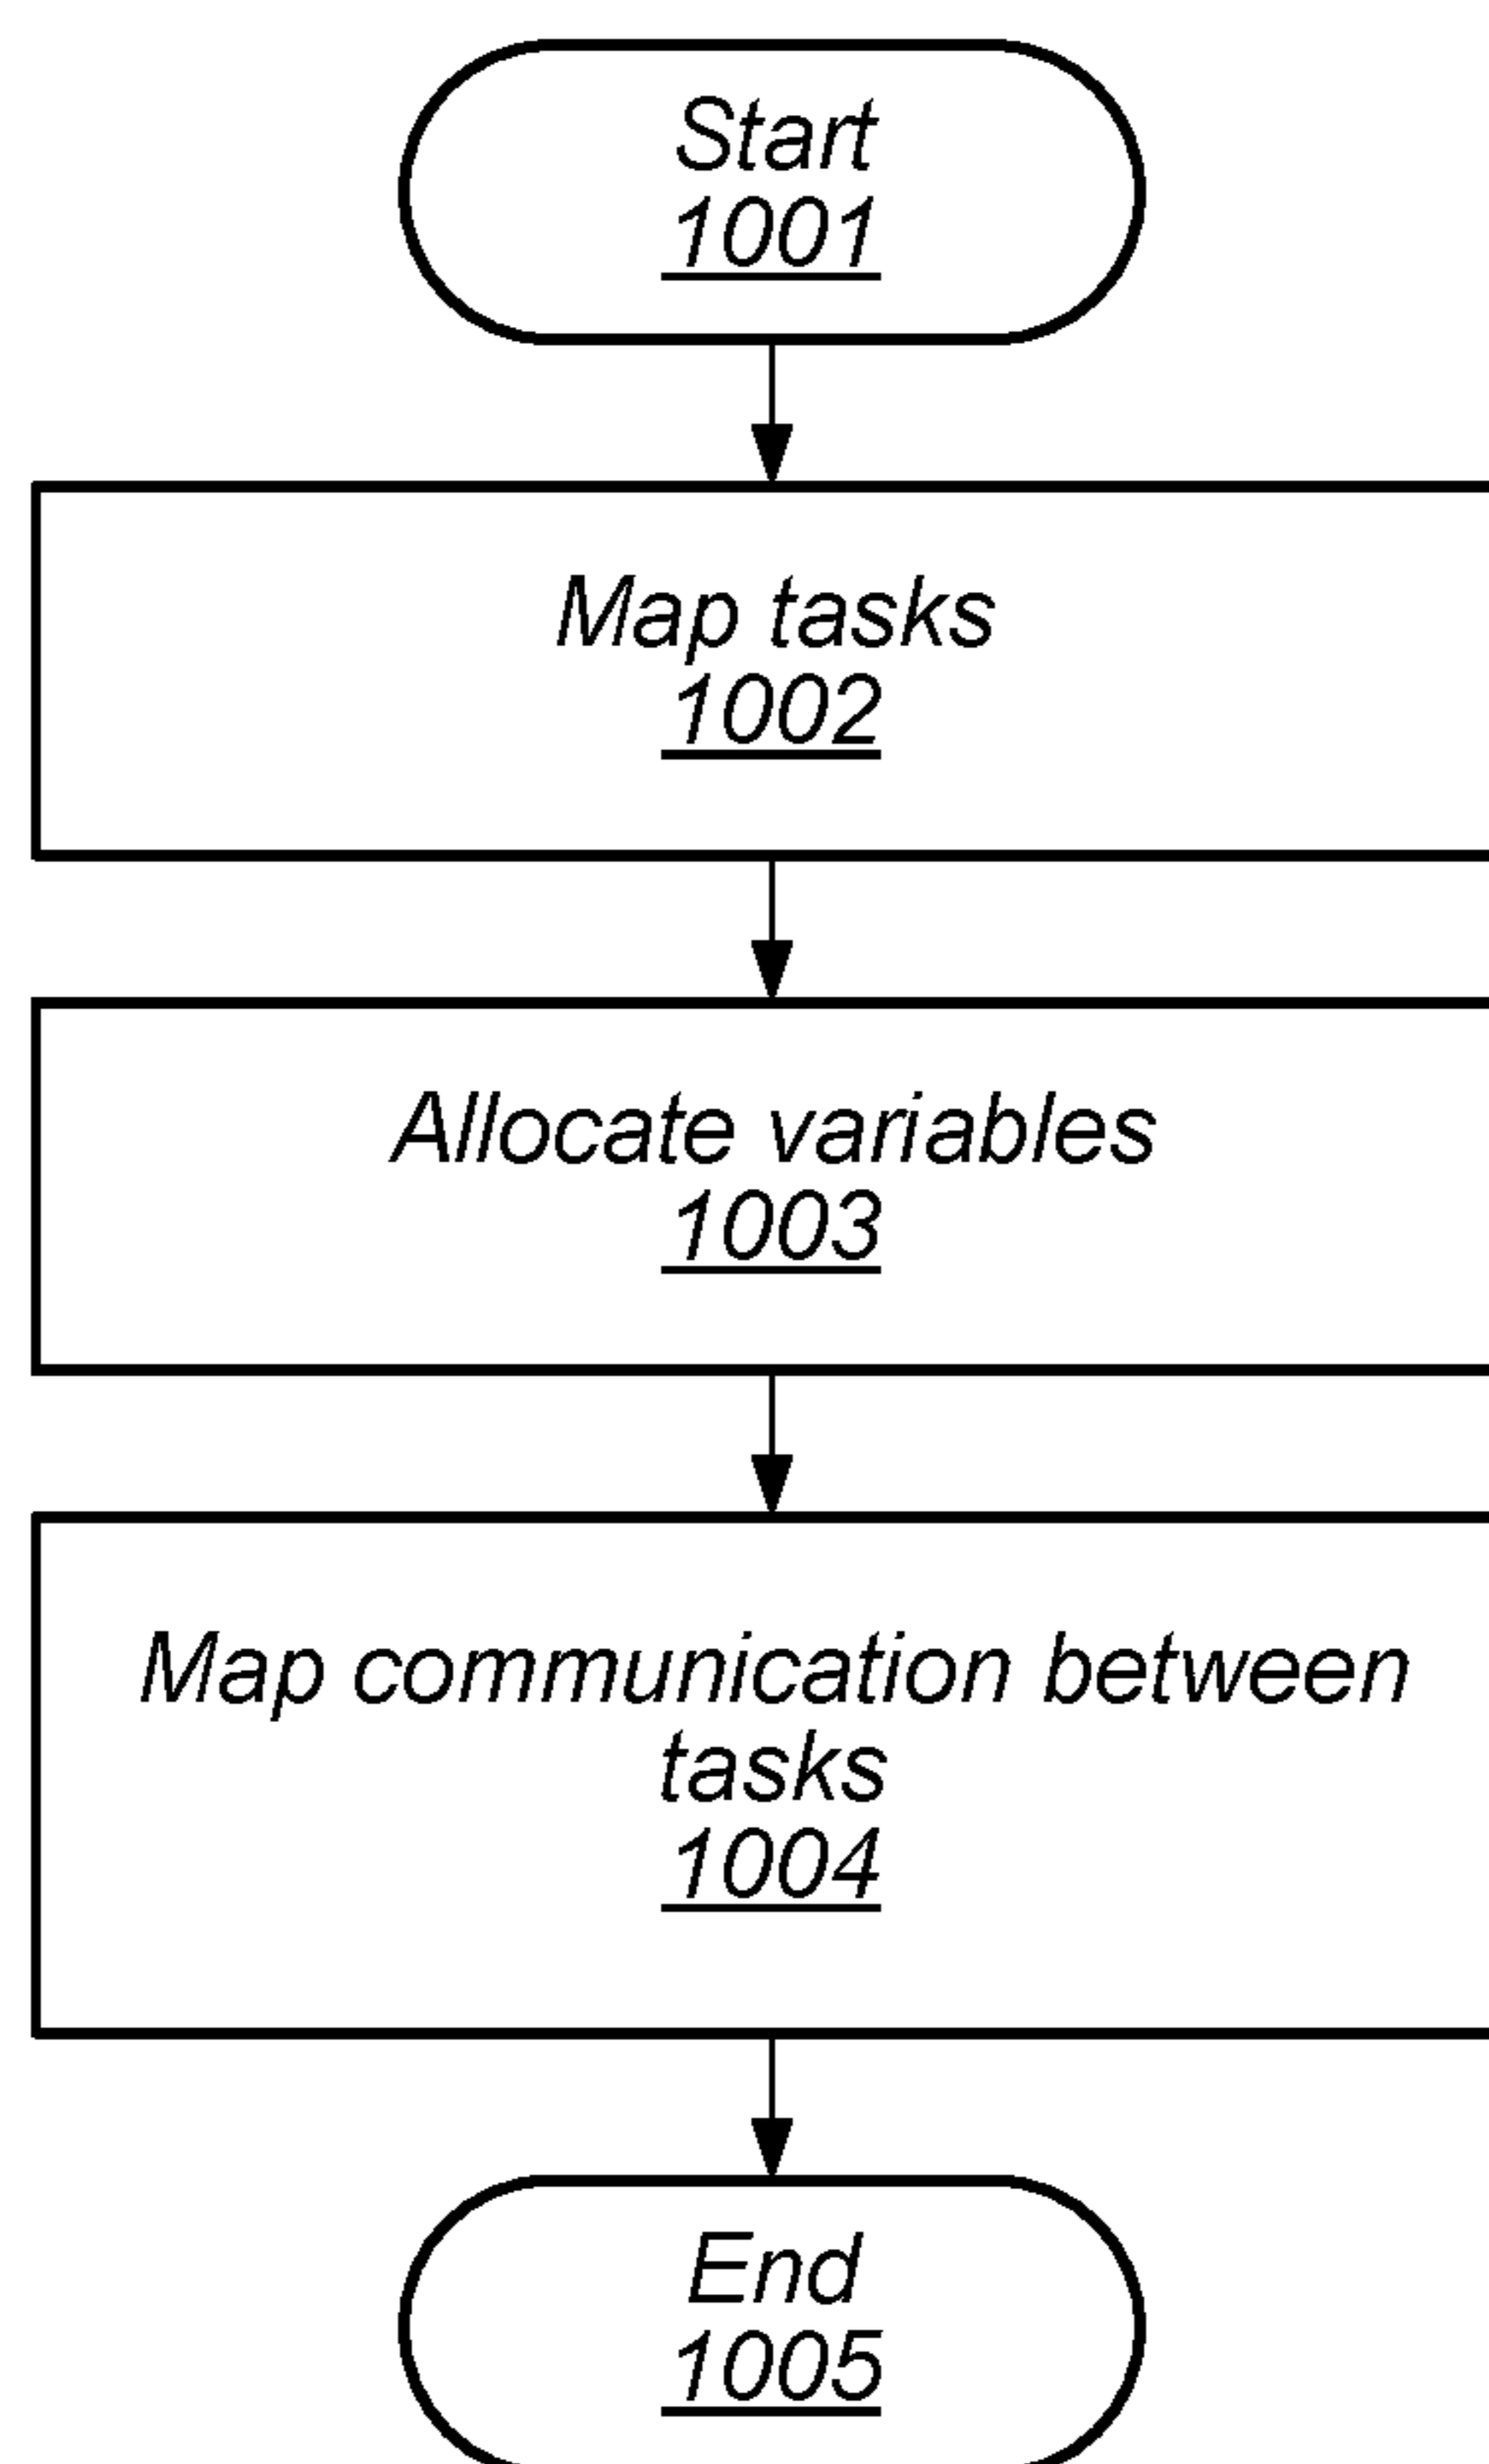 Start
1001
Map tasks
1002
Allocate variables
1003
Map communication between
tasks
1004
End
1005